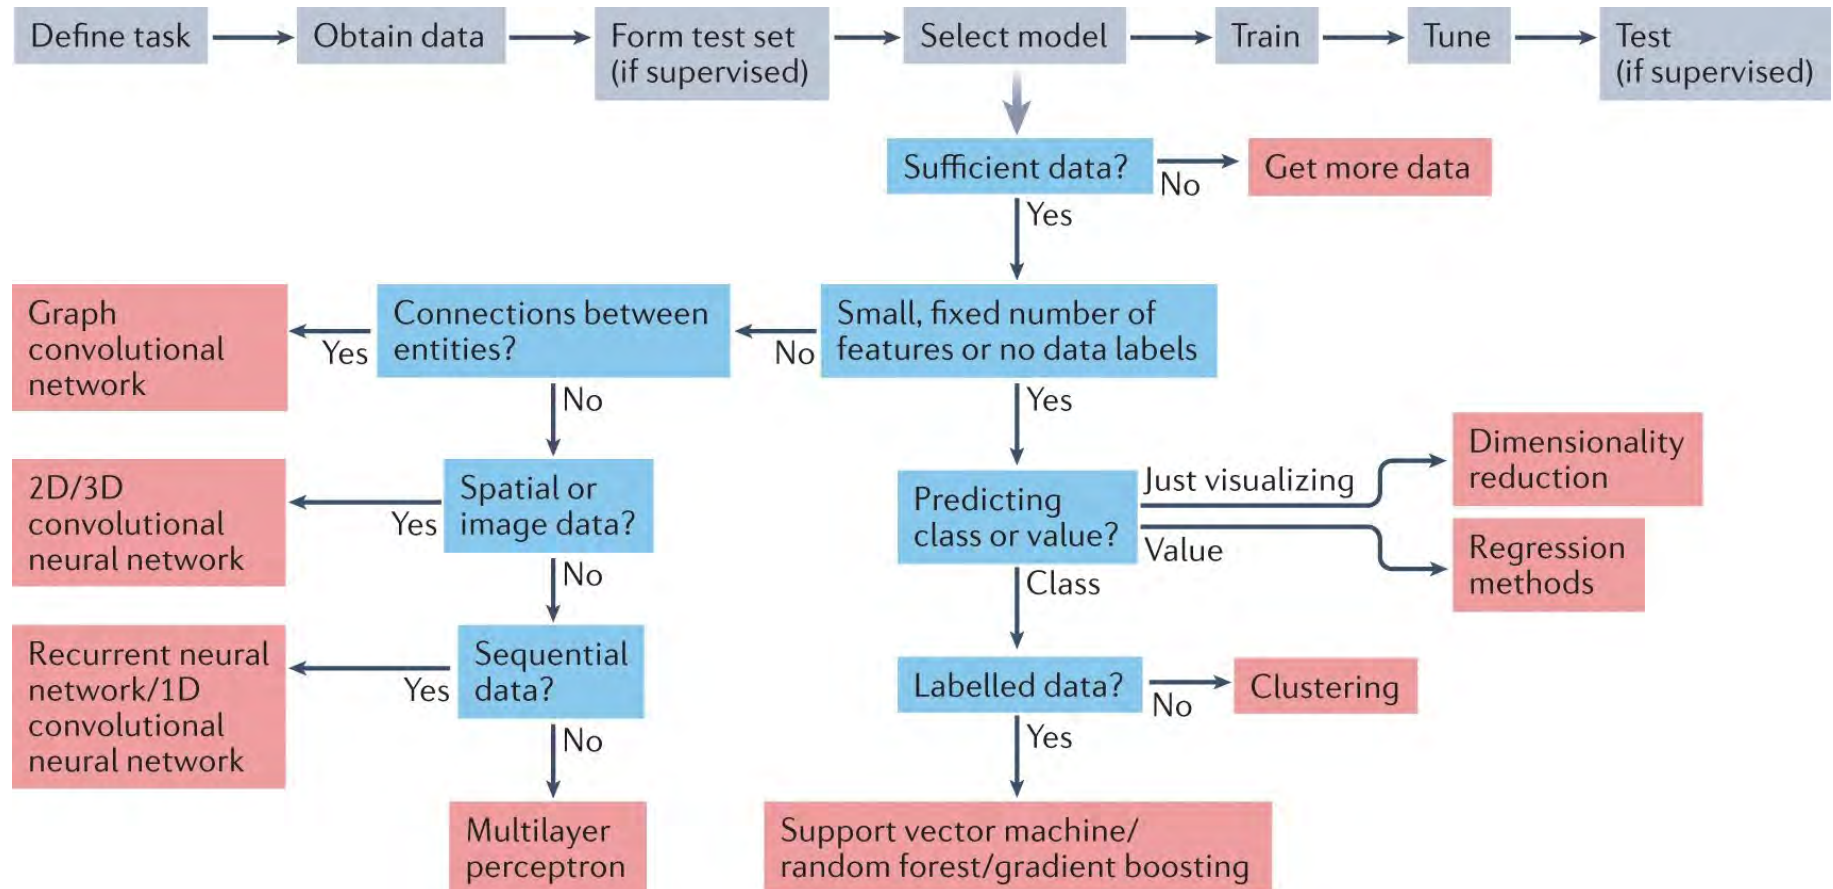 Define task
Obtain data
Form test set
(if supervised)
Select model
Train
Tune
Test
(if supervised)
Sufficient data?
No
Get more data
Yes
Graph
convolutional
network
Yes
Connections between
entities?
No
Small, fixed number of
features or no data labels
No
Yes
2D/3D
convolutional
neural network
Yes
Spatial or
image data?
No
Predicting
class or value?
Just visualizing
Dimensionality
reduction
Value
Regression
methods
Class
Recurrent neural
network/1D
convolutional
neural network
Yes
Sequential
data?
No
Labelled data?
No
Clustering
Yes
Multilayer
perceptron
Support vector machine/
random forest/gradient boosting